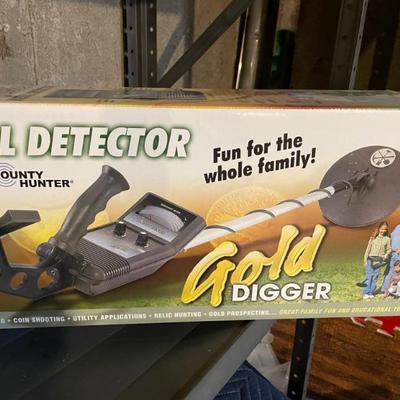 L DETECTOR
OUNTY
HUNTER®
Fun for the
whole family!
Gold
DIGGER
G • COIN SHOOTING • UTILITY APPLICATIONS • RELIC HUNTING • GOLD PROSPECTING... GREAT FAMILY FUN AND EDUCATIONAL TO